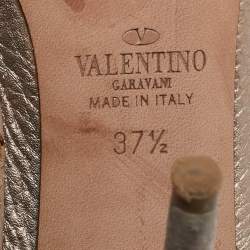 VALENTINO
GARAVANI
MADE IN ITALY
37½